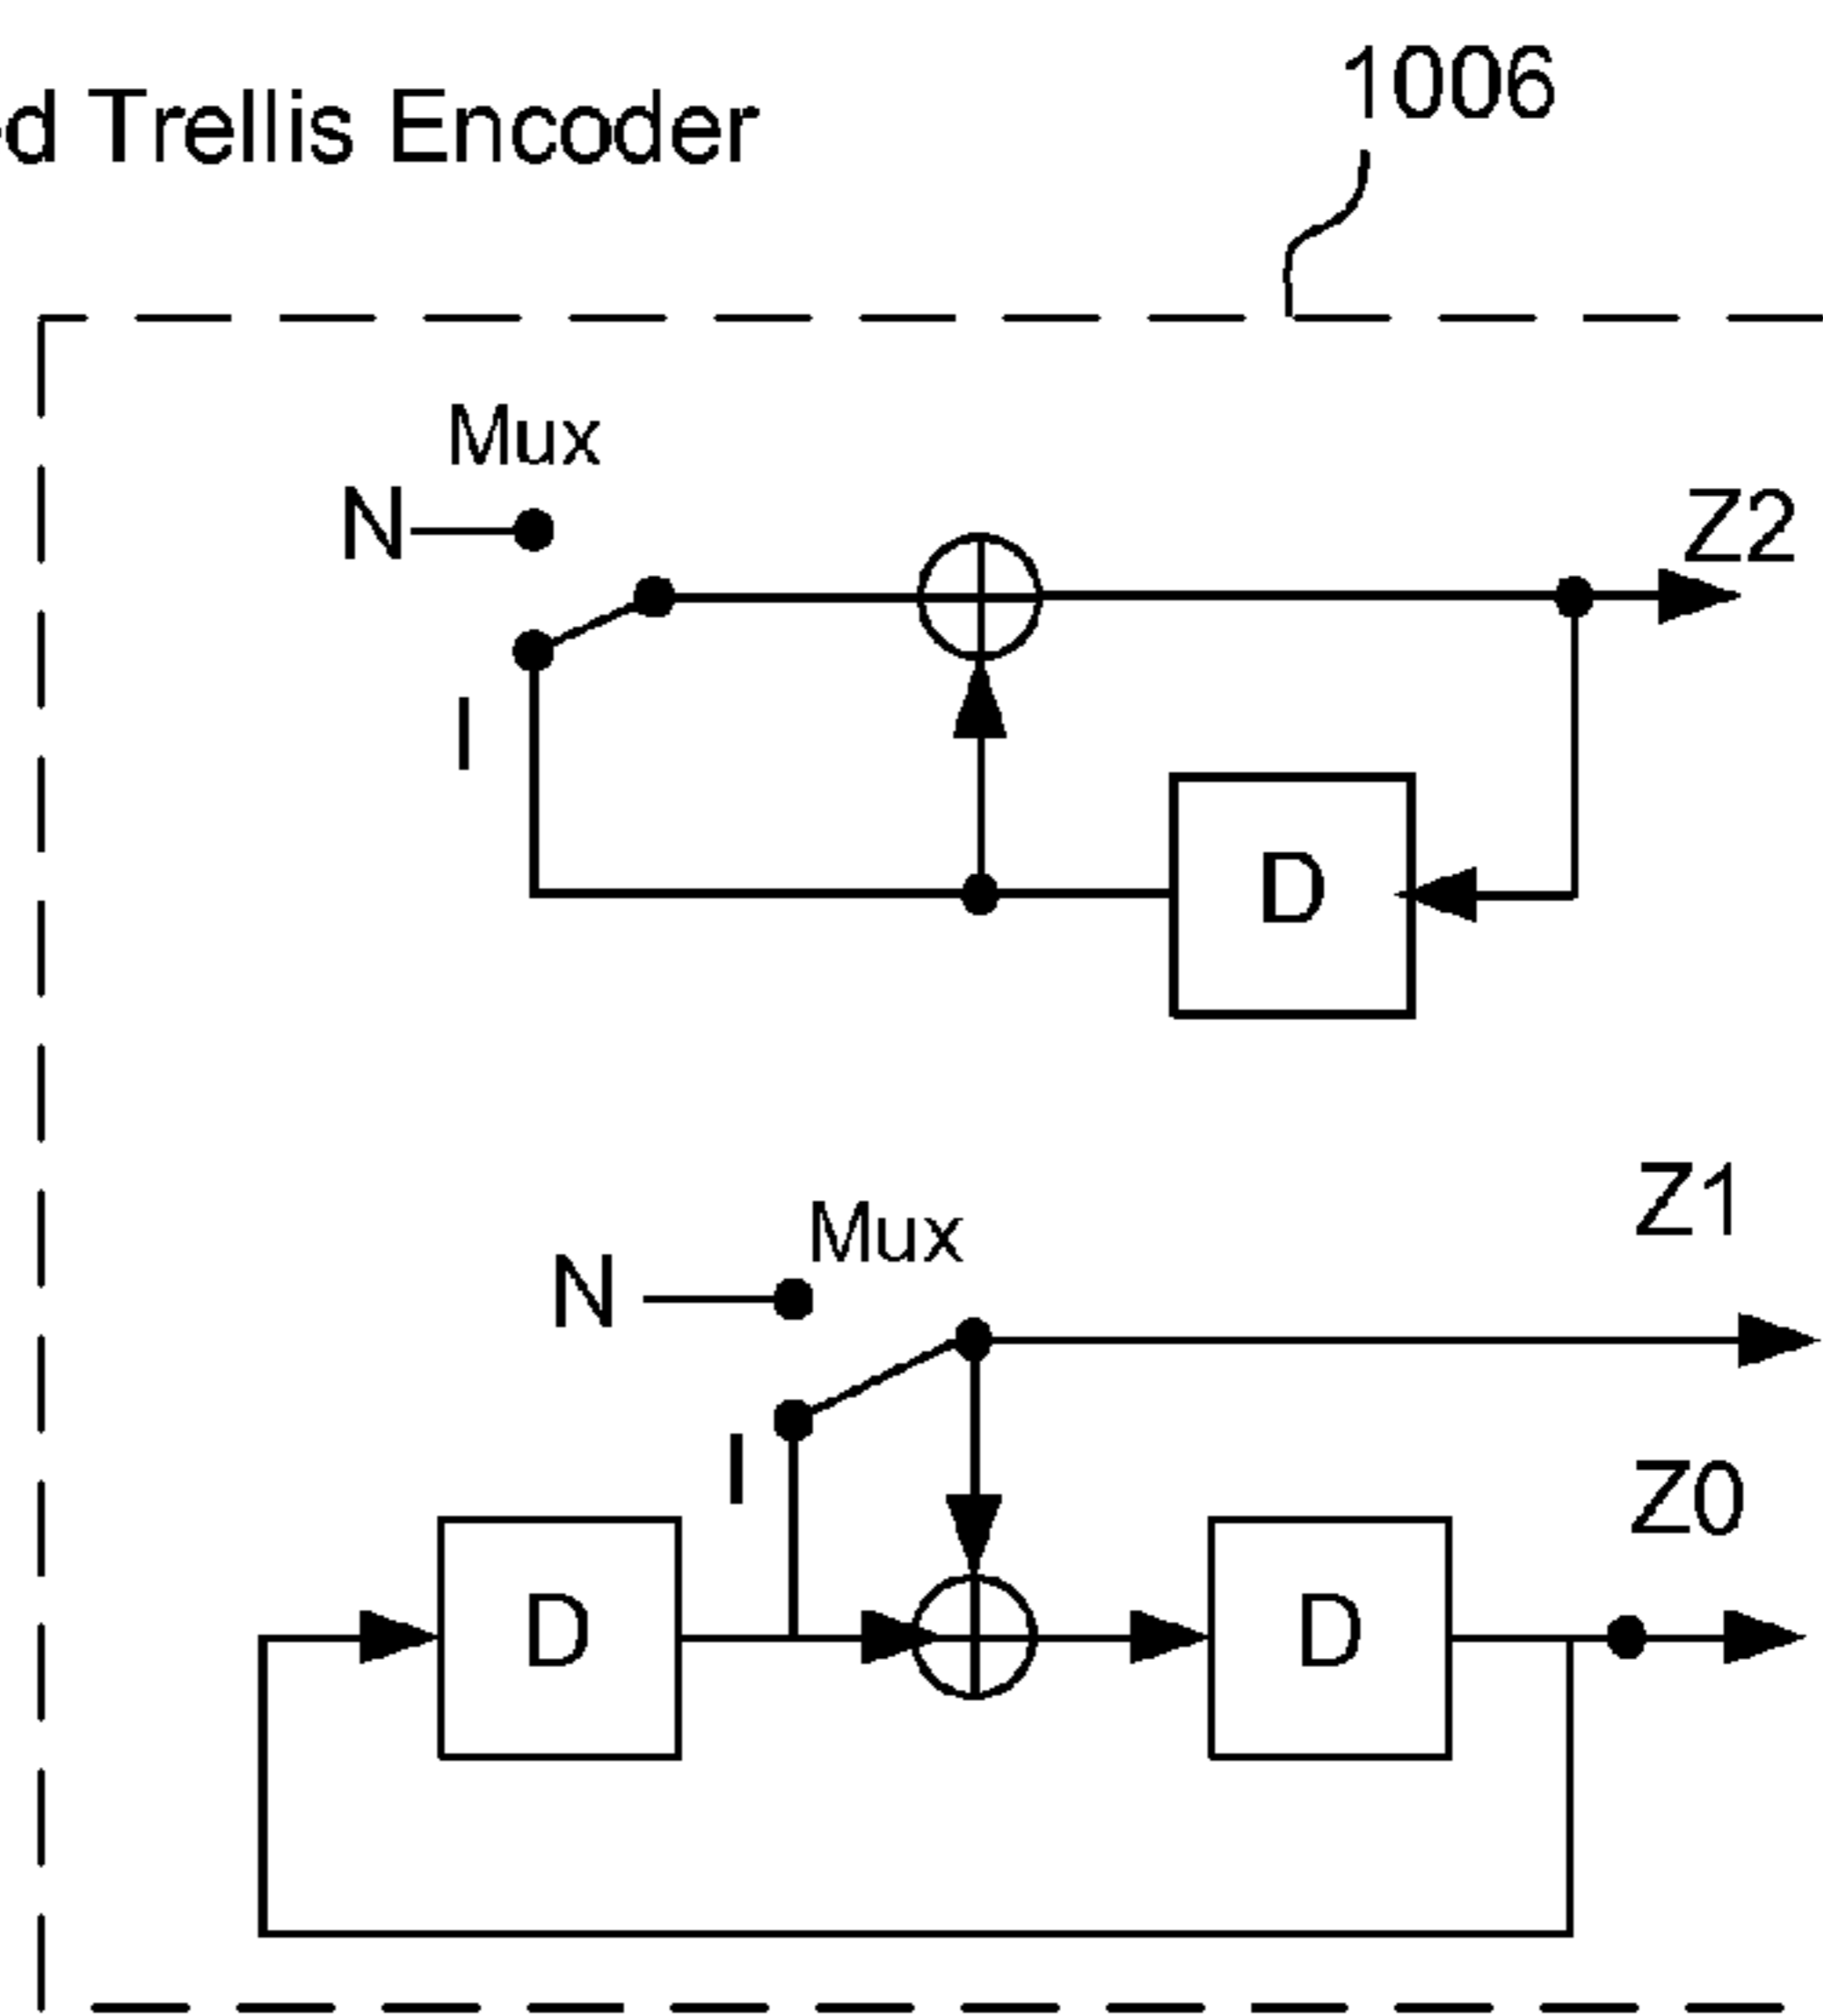 1006
d Trellis Encoder
Mux
N
Z2
I
D
Z1
Mux
N
I
Z0
D
D